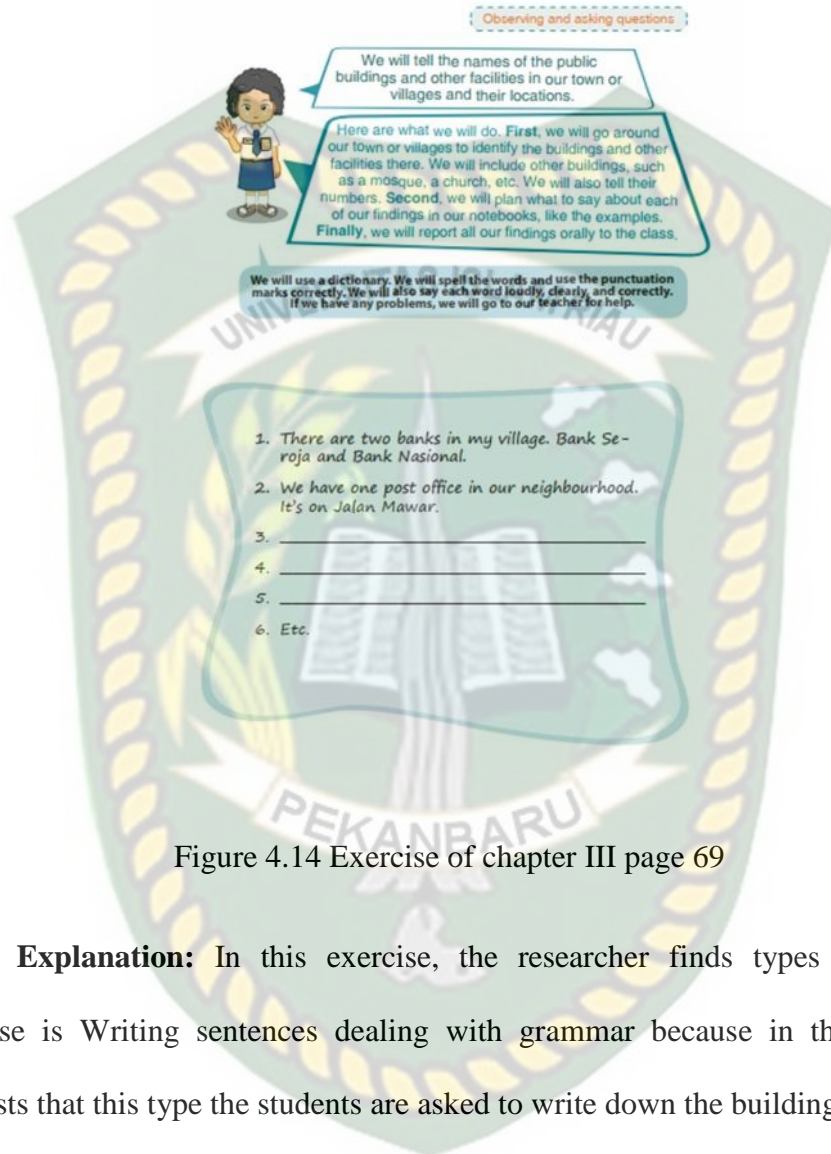 Observing and asking questions
We will tell the names of the public
buildings and other facilities in our town or
villages and their locations.
Here are what we will do. First, we will go around
our town or villages to identify the buildings and other
facilities there. We will include other buildings, such
as a mosque, a church, etc. We will also tell their
numbers. Second, we will plan what to say about each
of our findings in our notebooks, like the examples.
Finally, we will report all our findings orally to the class.
We will use a dictionary. We will spell the words and use the punctuation
marks correctly. We will also say each word loudly, clearly, and correctly.
If we have any problems, we will go to our teacher for help.
1. There are two banks in my village. Bank Se-
roja and Bank Nasional.
2. We have one post office in our neighbourhood.
It's on Jalan Mawar.
3.
4.
5.
6. Etc.
PEKANBARU
Figure 4.14 Exercise of chapter III page 69
Explanation: In this exercise, the researcher finds types
se is Writing sentences dealing with grammar because in th
sts that this type the students are asked to write down the building